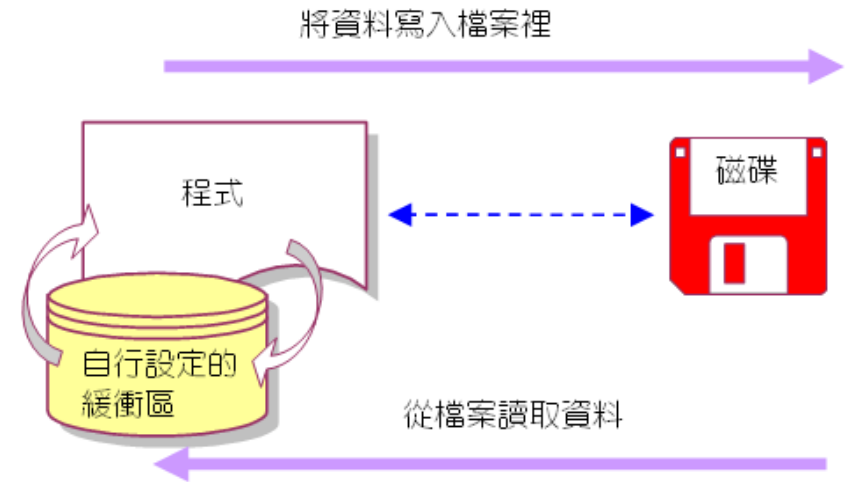 將資料寫入檔案裡
程式
磁碟
自行設定的
緩衝區
從檔案讀取資料